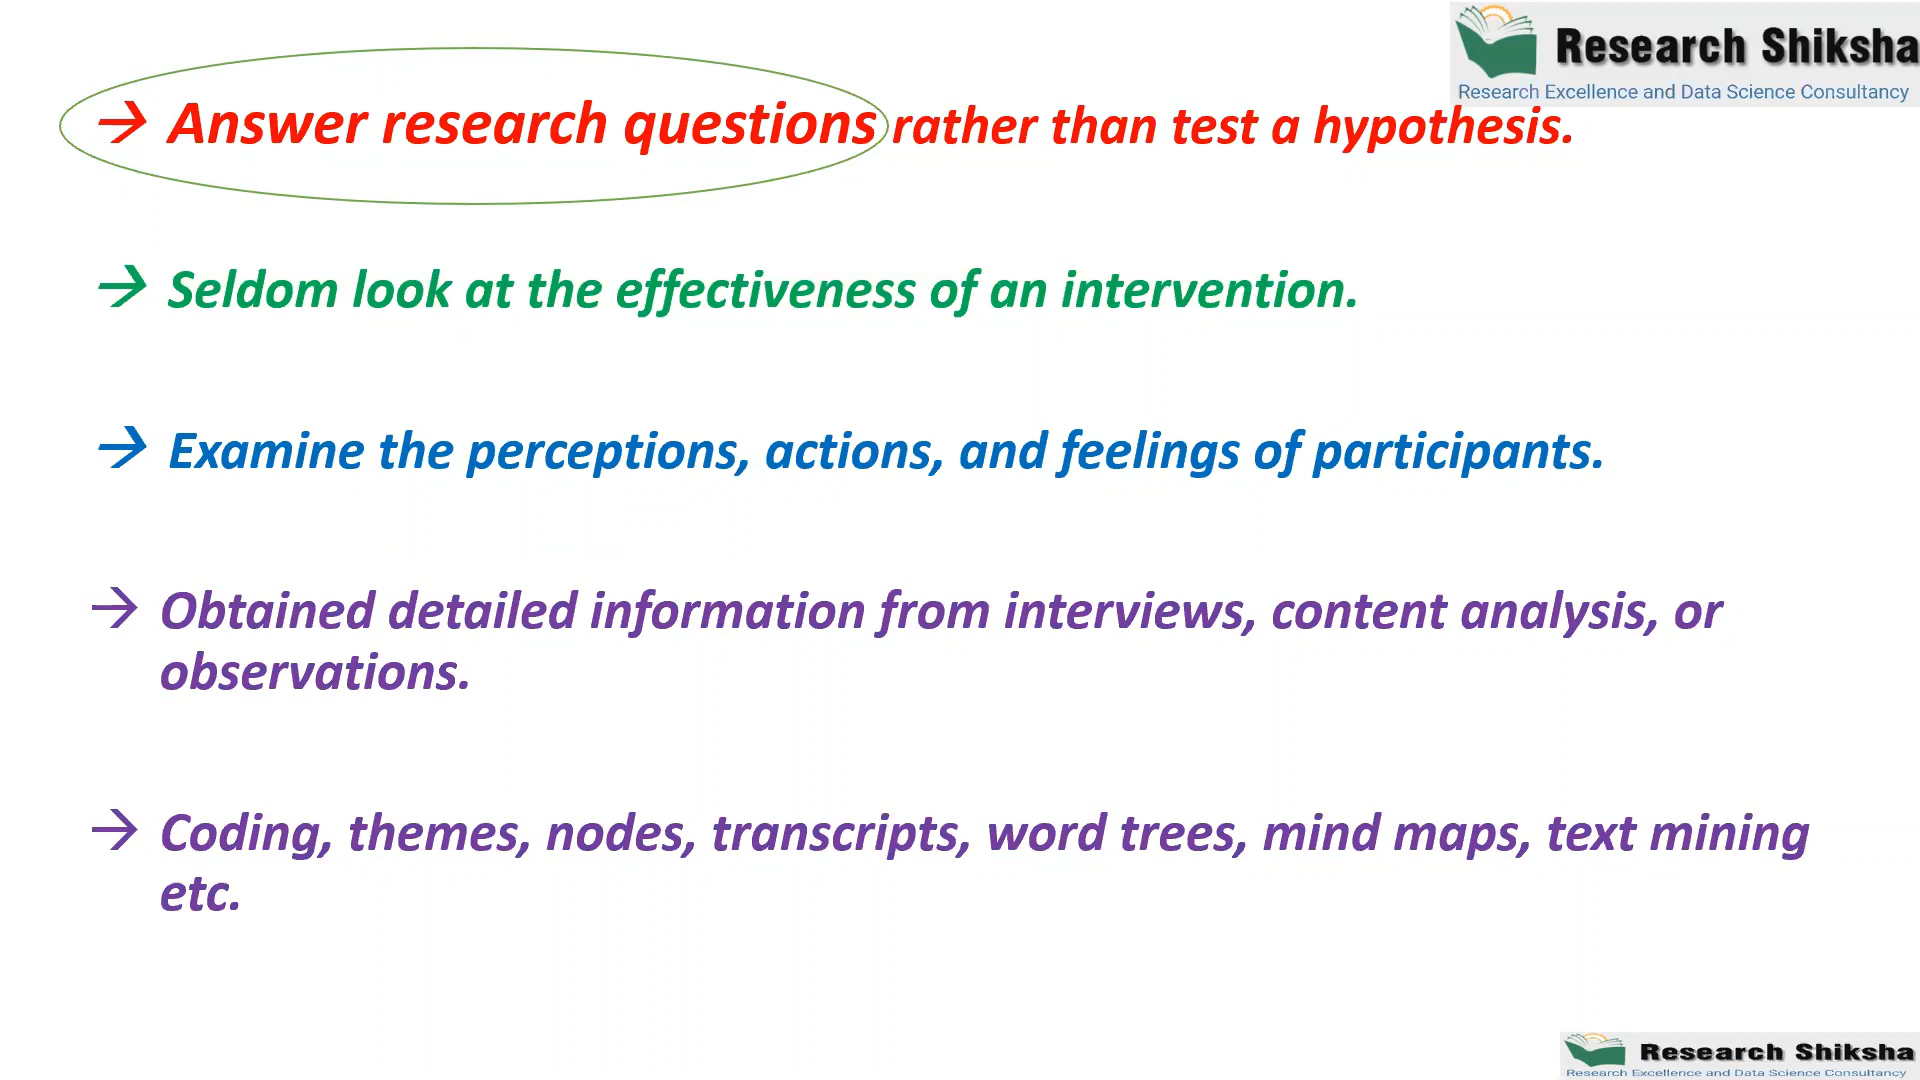 Research Shiksha
Research Excellence and Data Science Consultancy
→ Answer research questions rather than test a hypothesis.
→ Seldom look at the effectiveness of an intervention.
→ Examine the perceptions, actions, and feelings of participants.
→ Obtained detailed information from interviews, content analysis, or
observations.
→ Coding, themes, nodes, transcripts, word trees, mind maps, text mining
etc.
Research Shiksha
Research Excellence and Data Science Consultancy